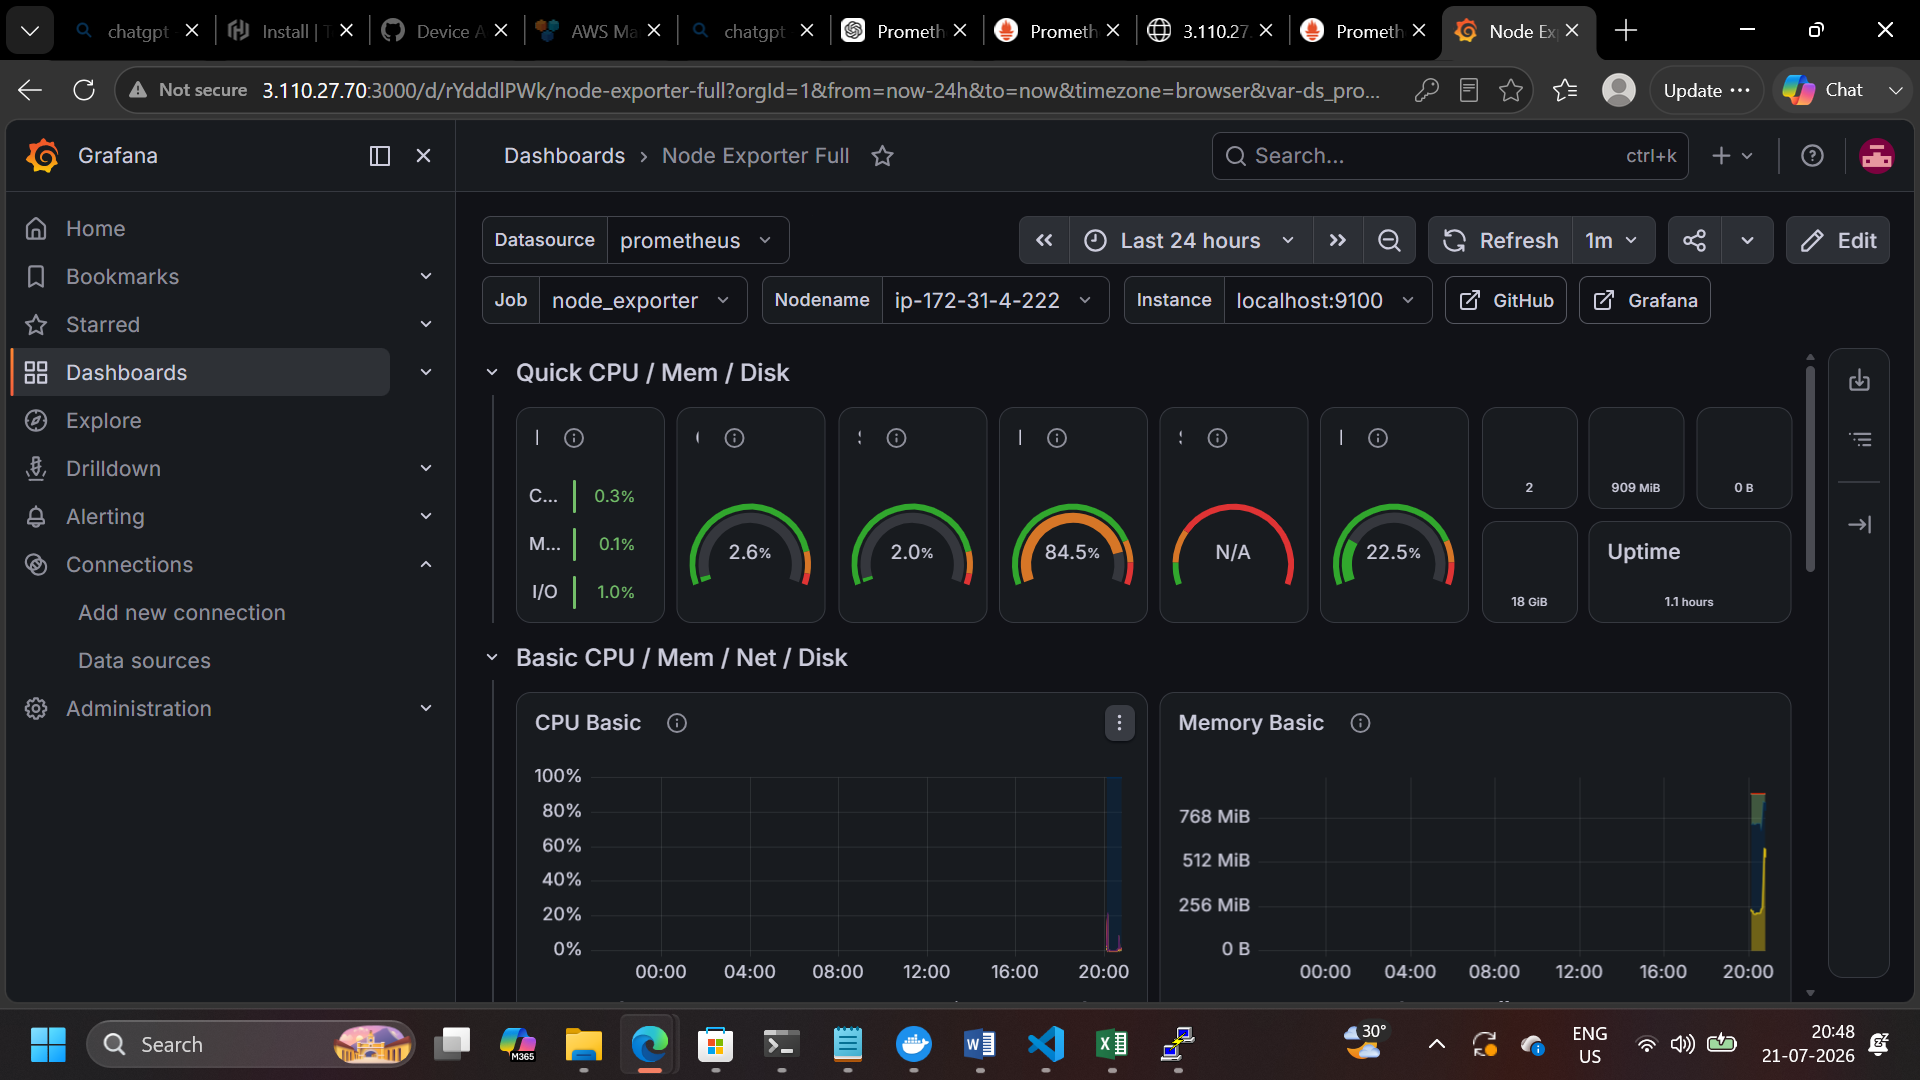 chatgpt
Install | T
Device A
AWS Ma
chatgpt
Prometh
Prometh
3.110.27.
Prometh
Node Ex
Not secure
3.110.27.70:3000/d/rYdddlPWk/node-exporter-full?orgId=1&from=now-24h&to=now&timezone=browser&var-ds_pro...
Update
Chat
Grafana
Dashboards › Node Exporter Full
Search...
ctrl+k
Home
Bookmarks
Starred
Dashboards
Explore
Drilldown
Alerting
Connections
Add new connection
Data sources
Administration
Datasource
prometheus
Last 24 hours
Refresh
1m
Edit
Job
node_exporter
Nodename
ip-172-31-4-222
Instance
localhost:9100
GitHub
Grafana
Quick CPU / Mem / Disk
C... 0.3%
M... 0.1%
I/O 1.0%
2.6%
2.0%
84.5%
N/A
22.5%
2
909 MiB
0 B
18 GiB
Uptime
1.1 hours
Basic CPU / Mem / Net / Disk
CPU Basic
100%
80%
60%
40%
20%
0%
00:00 04:00 08:00 12:00 16:00 20:00
Memory Basic
768 MiB
512 MiB
256 MiB
0 B
00:00 04:00 08:00 12:00 16:00 20:00
Search
M365
30°
ENG
US
20:48
21-07-2026